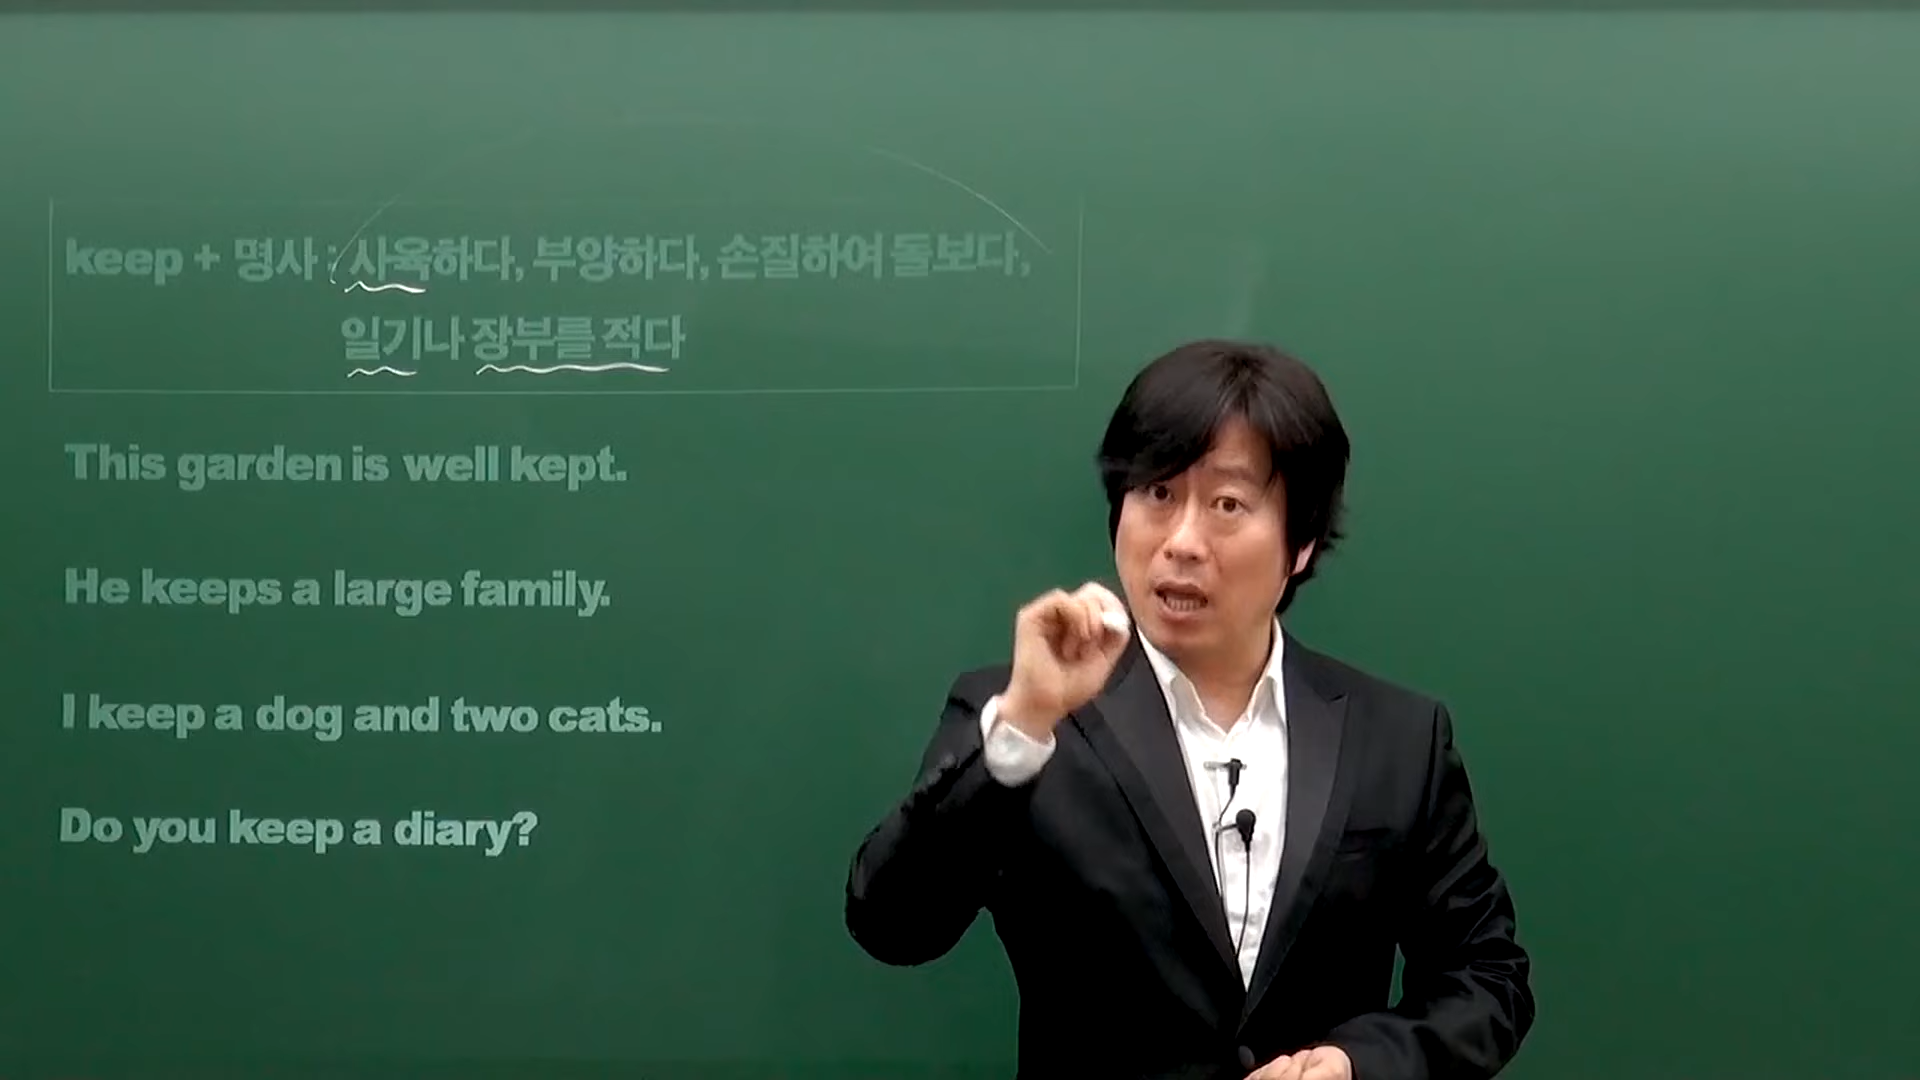 keep + 명사 : 사육하다, 부양하다, 손질하여 돌보다,
일기나 장부를 적다
This garden is well kept.
He keeps a large family.
I keep a dog and two cats.
Do you keep a diary?